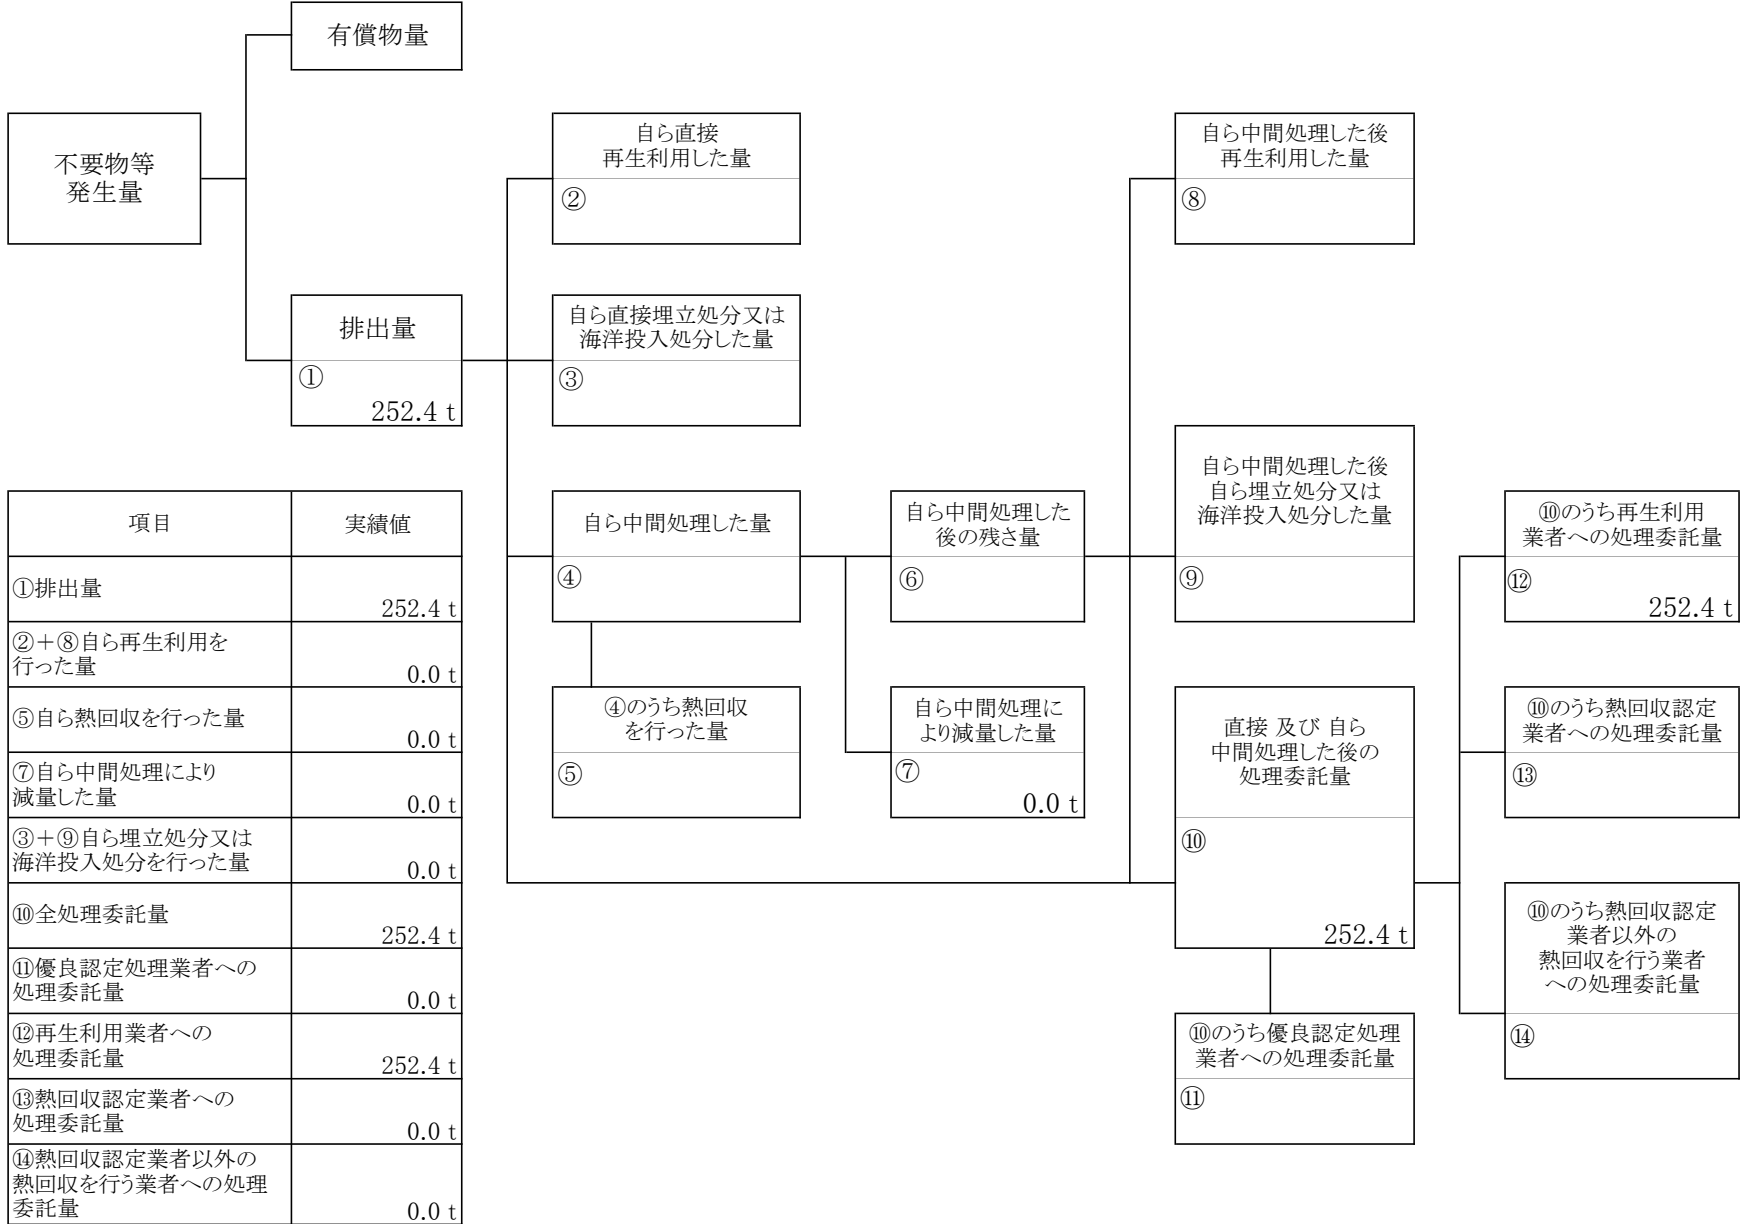 有償物量
不要物等
発生量
自ら直接
再生利用した量
②
自ら中間処理した後
再生利用した量
⑧
排出量
①
252.4 t
自ら直接埋立処分又は
海洋投入処分した量
③
自ら中間処理した量
④
自ら中間処理した
後の残さ量
⑥
自ら中間処理した後
自ら埋立処分又は
海洋投入処分した量
⑨
⑩のうち再生利用
業者への処理委託量
⑫
252.4 t
④のうち熱回収
を行った量
⑤
自ら中間処理に
より減量した量
⑦
0.0 t
直接 及び 自ら
中間処理した後の
処理委託量
⑩
252.4 t
⑩のうち熱回収認定
業者への処理委託量
⑬
⑩のうち熱回収認定
業者以外の
熱回収を行う業者
への処理委託量
⑭
⑩のうち優良認定処理
業者への処理委託量
⑪
項目 実績値
①排出量
252.4 t
②＋⑧自ら再生利用を
行った量
0.0 t
⑤自ら熱回収を行った量
0.0 t
⑦自ら中間処理により
減量した量
0.0 t
③＋⑨自ら埋立処分又は
海洋投入処分を行った量
0.0 t
⑩全処理委託量
252.4 t
⑪優良認定処理業者への
処理委託量
0.0 t
⑫再生利用業者への
処理委託量
252.4 t
⑬熱回収認定業者への
処理委託量
0.0 t
⑭熱回収認定業者以外の
熱回収を行う業者への処理
委託量
0.0 t